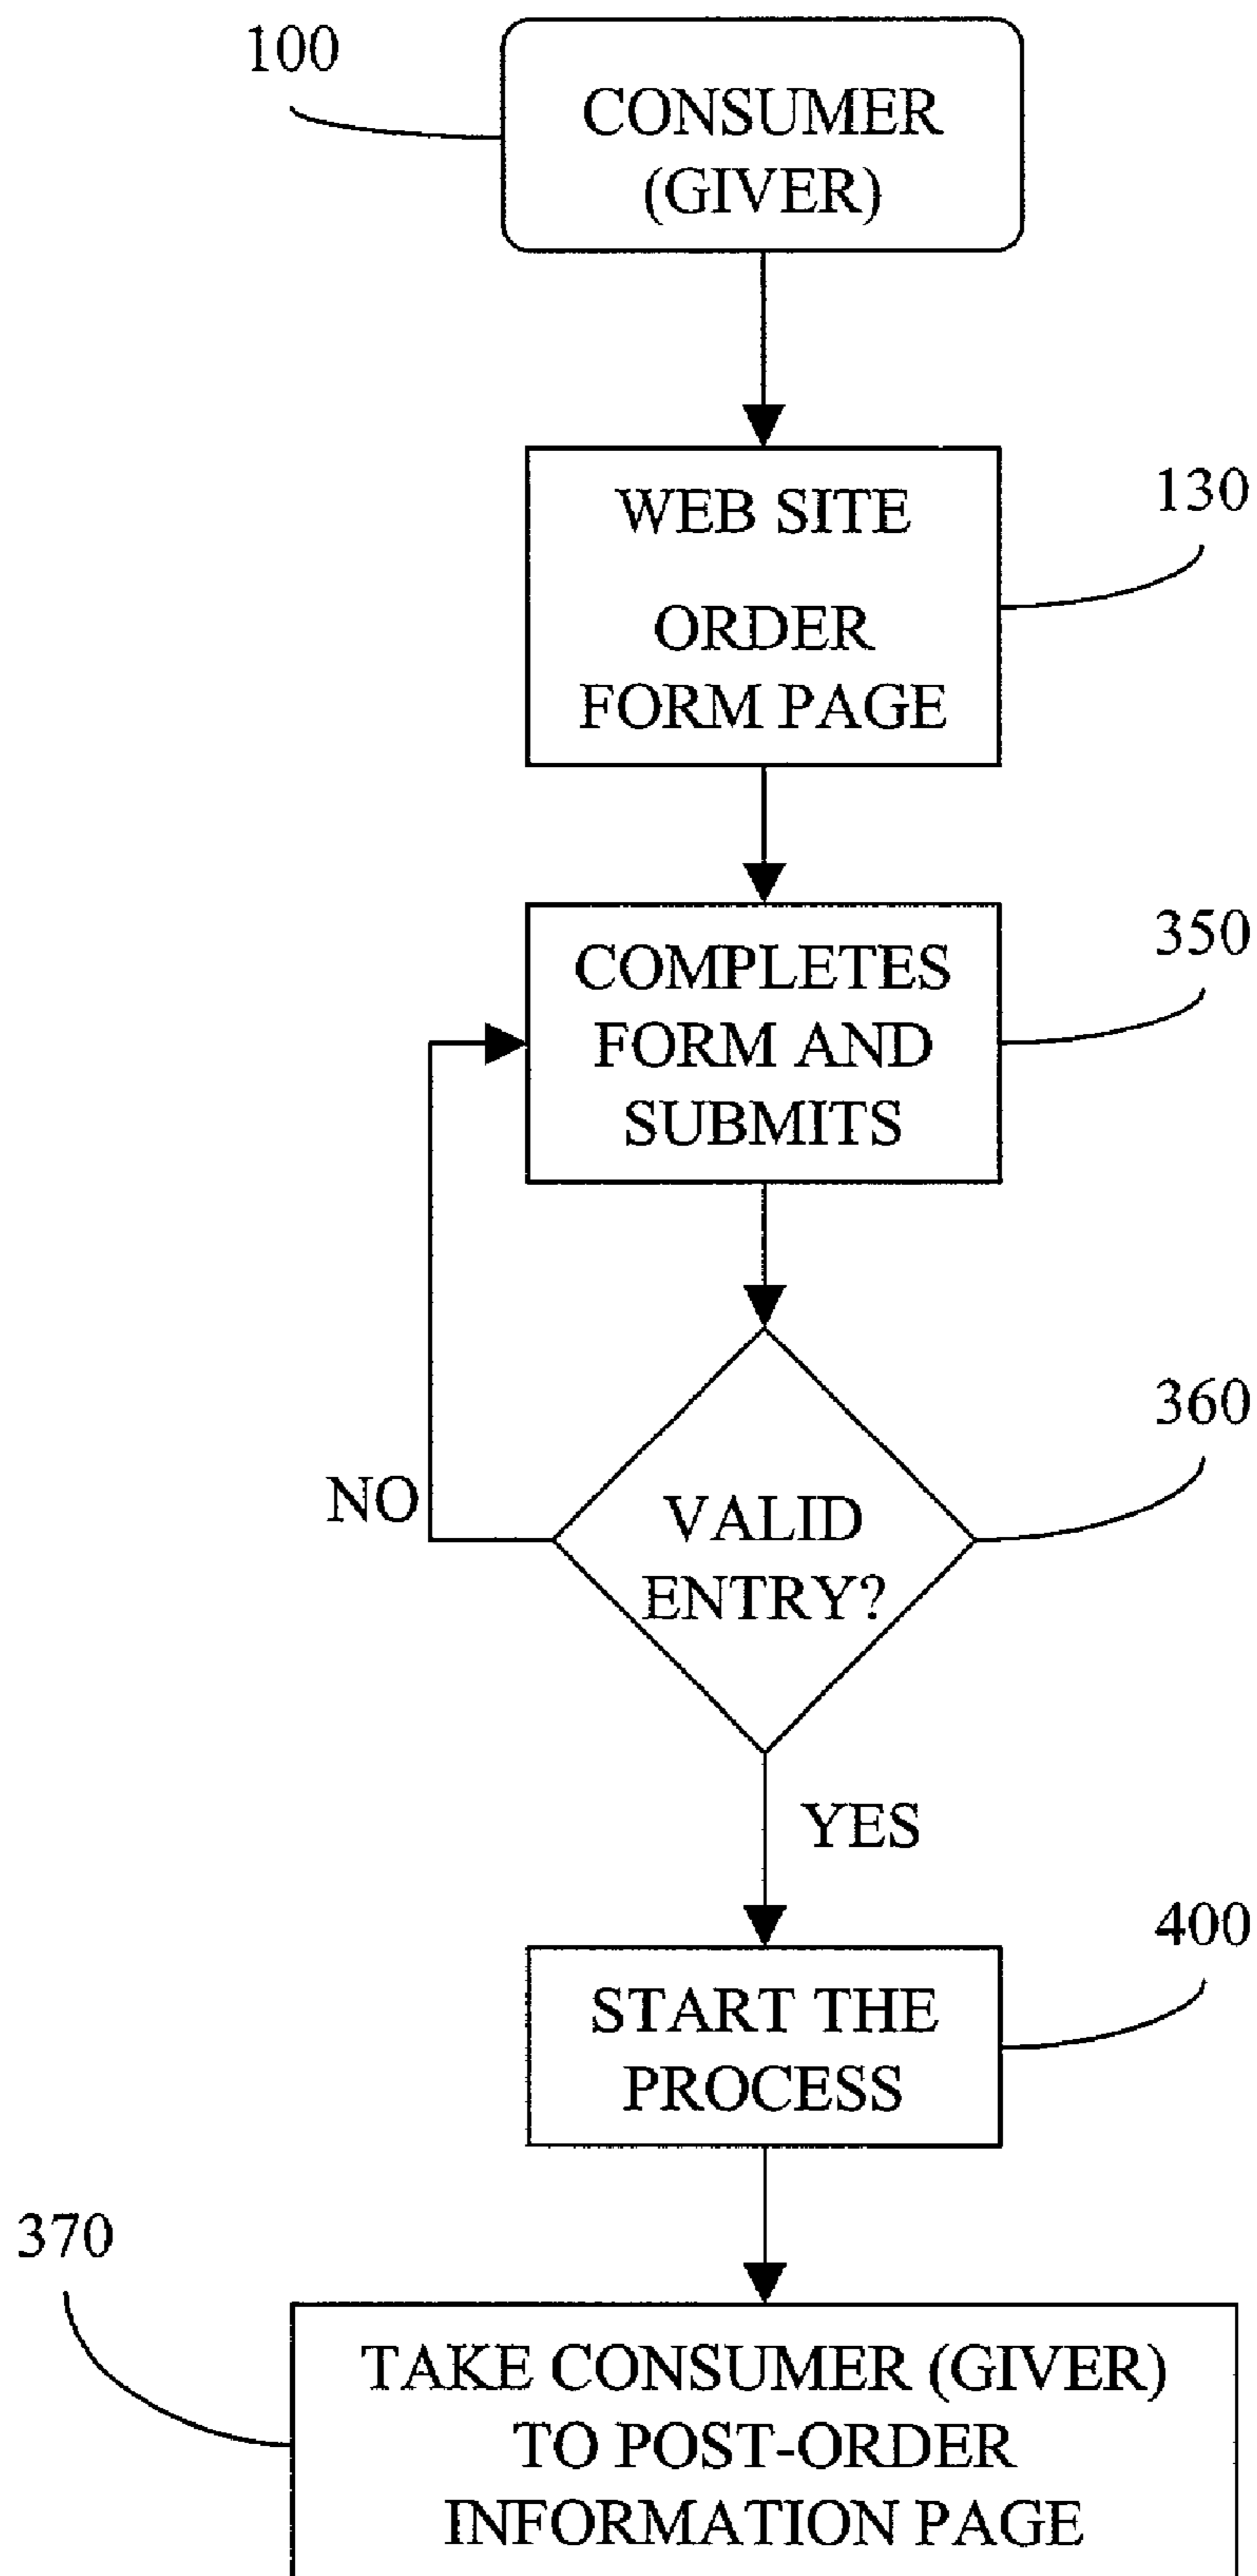 100
CONSUMER
(GIVER)
WEB SITE
130
ORDER
FORM PAGE
350
COMPLETES
FORM AND
SUBMITS
360
NO
VALID
ENTRY?
YES
400
START THE
PROCESS
370
TAKE CONSUMER (GIVER)
TO POST-ORDER
INFORMATION PAGE